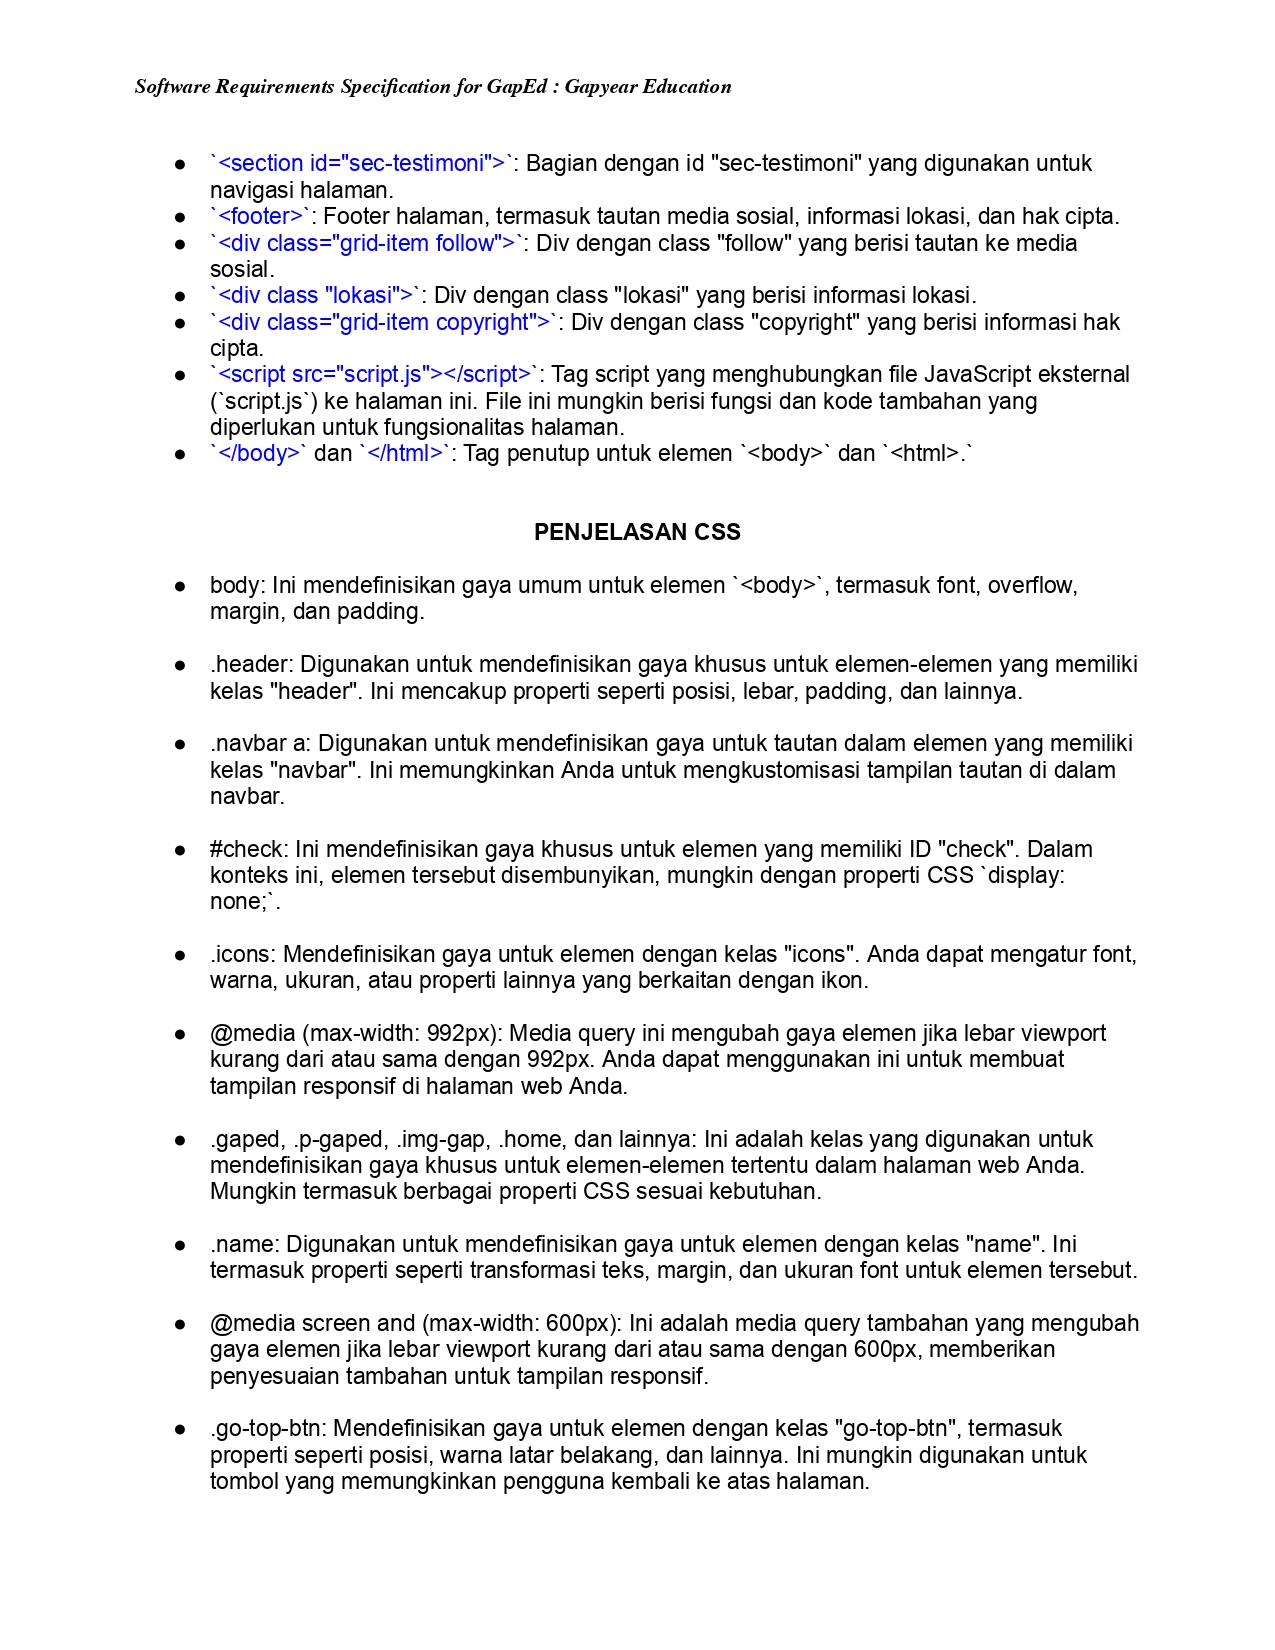 Software Requirements Specification for GapEd : Gapyear Education
● `<section id="sec-testimoni">`: Bagian dengan id "sec-testimoni" yang digunakan untuk
navigasi halaman.
● `<footer>`: Footer halaman, termasuk tautan media sosial, informasi lokasi, dan hak cipta.
● `<div class="grid-item follow">`: Div dengan class "follow" yang berisi tautan ke media
sosial.
● `<div class "lokasi">`: Div dengan class "lokasi" yang berisi informasi lokasi.
● `<div class="grid-item copyright">`: Div dengan class "copyright" yang berisi informasi hak
cipta.
● `<script src="script.js"></script>`: Tag script yang menghubungkan file JavaScript eksternal
(`script.js`) ke halaman ini. File ini mungkin berisi fungsi dan kode tambahan yang
diperlukan untuk fungsionalitas halaman.
● `</body>` dan `</html>`: Tag penutup untuk elemen `<body>` dan `<html>.`
PENJELASAN CSS
● body: Ini mendefinisikan gaya umum untuk elemen `<body>`, termasuk font, overflow,
margin, dan padding.
● .header: Digunakan untuk mendefinisikan gaya khusus untuk elemen-elemen yang memiliki
kelas "header". Ini mencakup properti seperti posisi, lebar, padding, dan lainnya.
● .navbar a: Digunakan untuk mendefinisikan gaya untuk tautan dalam elemen yang memiliki
kelas "navbar". Ini memungkinkan Anda untuk mengkustomisasi tampilan tautan di dalam
navbar.
● #check: Ini mendefinisikan gaya khusus untuk elemen yang memiliki ID "check". Dalam
konteks ini, elemen tersebut disembunyikan, mungkin dengan properti CSS `display:
none;`.
● .icons: Mendefinisikan gaya untuk elemen dengan kelas "icons". Anda dapat mengatur font,
warna, ukuran, atau properti lainnya yang berkaitan dengan ikon.
● @media (max-width: 992px): Media query ini mengubah gaya elemen jika lebar viewport
kurang dari atau sama dengan 992px. Anda dapat menggunakan ini untuk membuat
tampilan responsif di halaman web Anda.
● .gaped, .p-gaped, .img-gap, .home, dan lainnya: Ini adalah kelas yang digunakan untuk
mendefinisikan gaya khusus untuk elemen-elemen tertentu dalam halaman web Anda.
Mungkin termasuk berbagai properti CSS sesuai kebutuhan.
● .name: Digunakan untuk mendefinisikan gaya untuk elemen dengan kelas "name". Ini
termasuk properti seperti transformasi teks, margin, dan ukuran font untuk elemen tersebut.
● @media screen and (max-width: 600px): Ini adalah media query tambahan yang mengubah
gaya elemen jika lebar viewport kurang dari atau sama dengan 600px, memberikan
penyesuaian tambahan untuk tampilan responsif.
● .go-top-btn: Mendefinisikan gaya untuk elemen dengan kelas "go-top-btn", termasuk
properti seperti posisi, warna latar belakang, dan lainnya. Ini mungkin digunakan untuk
tombol yang memungkinkan pengguna kembali ke atas halaman.